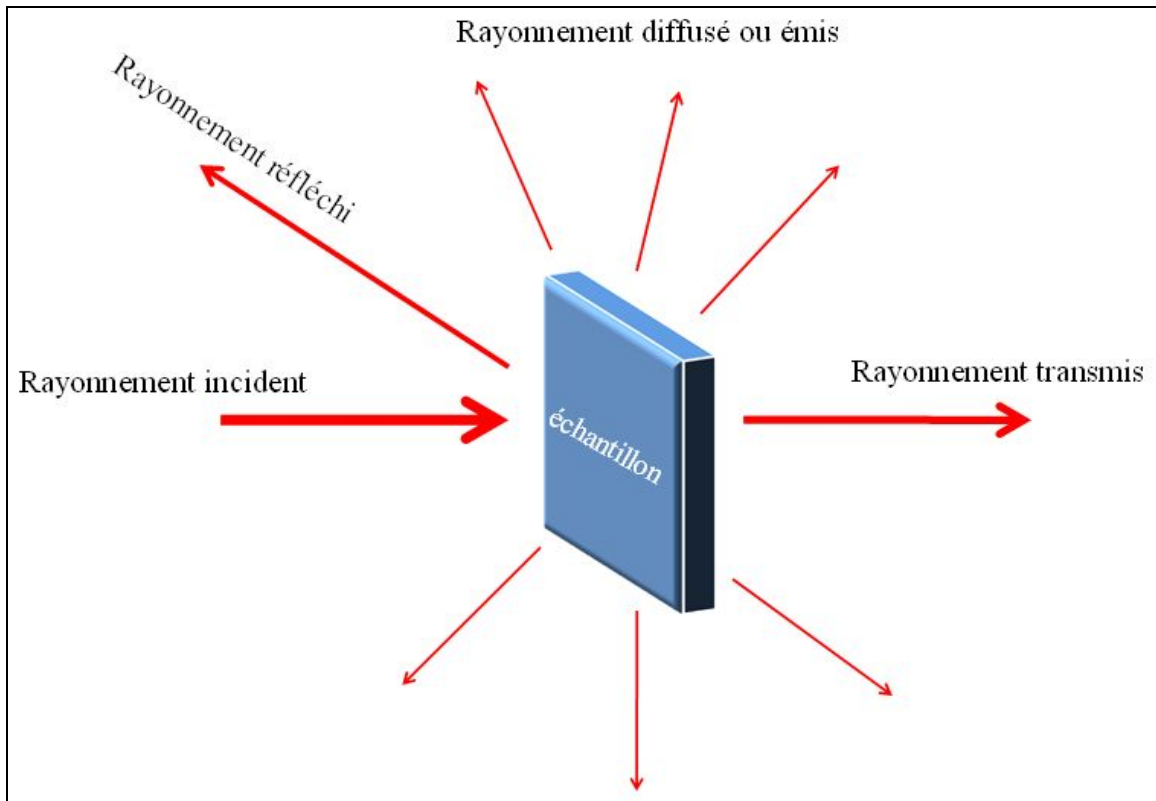 Rayonnement diffusé ou émis
Rayonnement réfléchi
Rayonnement incident
Rayonnement transmis
échantillon